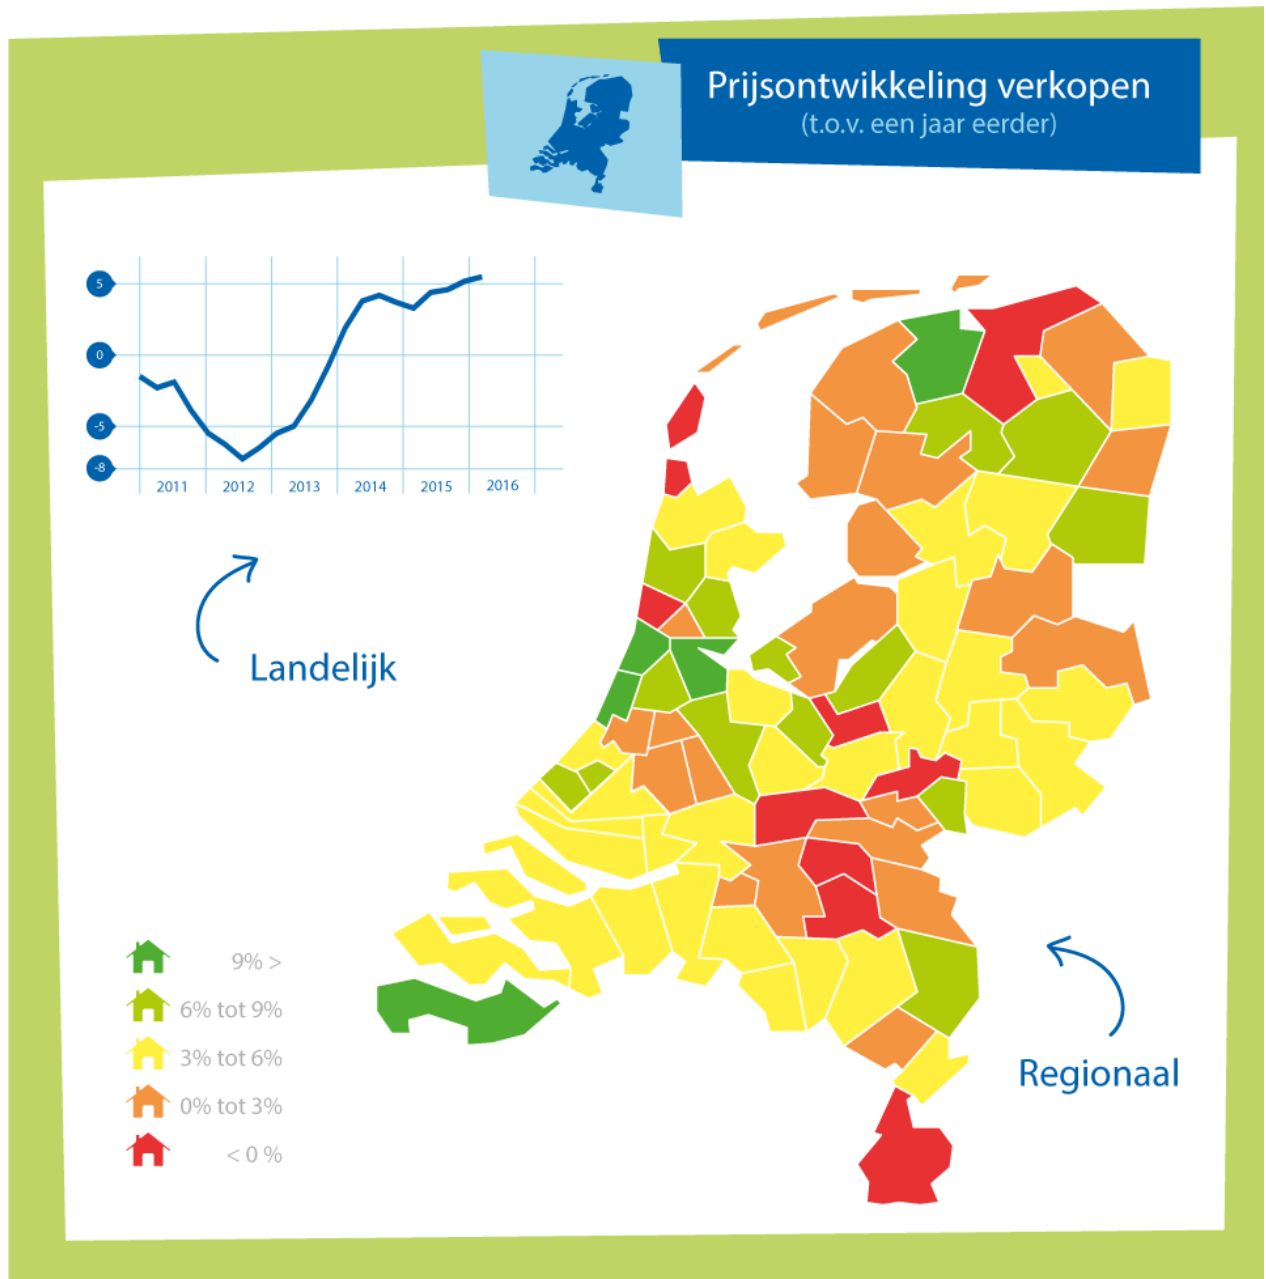 Prijsontwikkeling verkopen
(t.o.v. een jaar eerder)
5
0
-5
-8
2011 2012 2013 2014 2015 2016
Landelijk
9% >
6% tot 9%
3% tot 6%
0% tot 3%
< 0 %
Regionaal